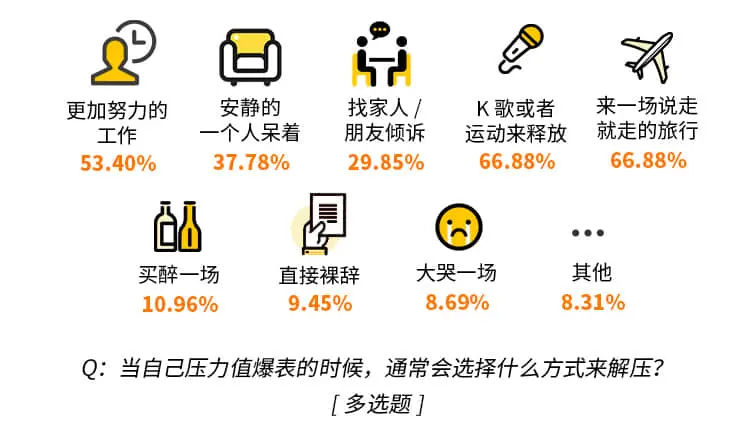 更加努力的
工作
53.40%
安静的
一个人呆着
37.78%
找家人 /
朋友倾诉
29.85%
K 歌或者
运动来释放
66.88%
来一场说走
就走的旅行
66.88%
买醉一场
10.96%
直接裸辞
9.45%
大哭一场
8.69%
其他
8.31%
Q：当自己压力值爆表的时候，通常会选择什么方式来解压？
[ 多选题 ]